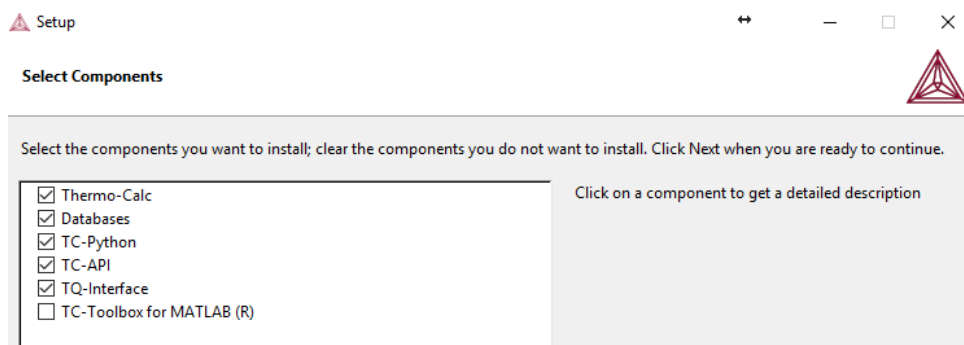 Setup
Select Components
Select the components you want to install; clear the components you do not want to install. Click Next when you are ready to continue.
Thermo-Calc
Databases
TC-Python
TC-API
TQ-Interface
TC-Toolbox for MATLAB (R)
Click on a component to get a detailed description